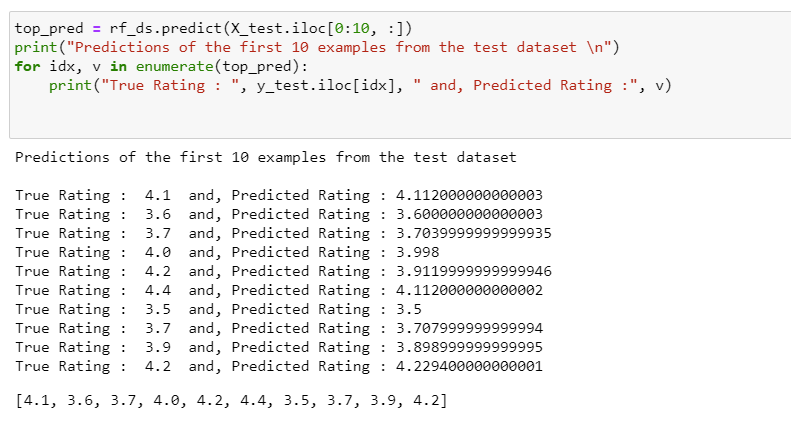 top_pred = rf_ds.predict(X_test.iloc[0:10, :])
print("Predictions of the first 10 examples from the test dataset \n")
for idx, v in enumerate(top_pred):
    print("True Rating : ", y_test.iloc[idx], " and, Predicted Rating :", v)
Predictions of the first 10 examples from the test dataset
True Rating :  4.1  and, Predicted Rating : 4.112000000000003
True Rating :  3.6  and, Predicted Rating : 3.600000000000003
True Rating :  3.7  and, Predicted Rating : 3.7039999999999935
True Rating :  4.0  and, Predicted Rating : 3.998
True Rating :  4.2  and, Predicted Rating : 3.9119999999999946
True Rating :  4.4  and, Predicted Rating : 4.112000000000002
True Rating :  3.5  and, Predicted Rating : 3.5
True Rating :  3.7  and, Predicted Rating : 3.707999999999994
True Rating :  3.9  and, Predicted Rating : 3.898999999999995
True Rating :  4.2  and, Predicted Rating : 4.229400000000001
[4.1, 3.6, 3.7, 4.0, 4.2, 4.4, 3.5, 3.7, 3.9, 4.2]